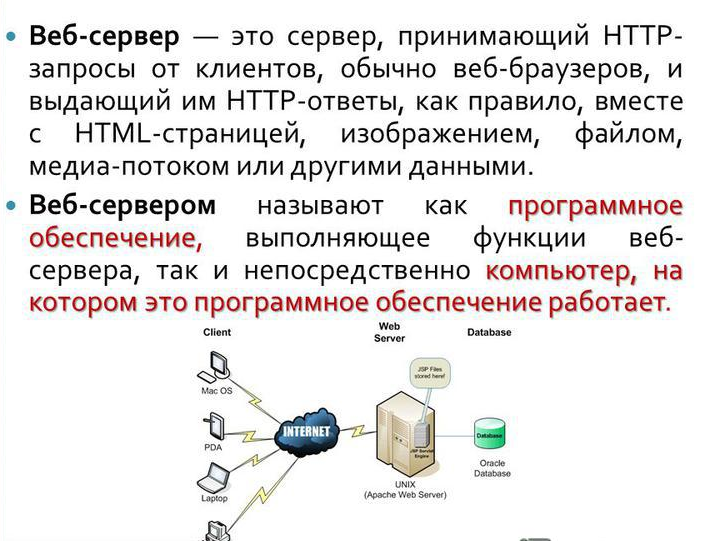 • Веб-сервер — это сервер, принимающий HTTP-
запросы от клиентов, обычно веб-браузеров, и
выдающий им HTTP-ответы, как правило, вместе
с HTML-страницей, изображением, файлом,
медиа-потоком или другими данными.
• Веб-сервером называют как программное
обеспечение, выполняющее функции веб-
сервера, так и непосредственно компьютер, на
котором это программное обеспечение работает.
Client
Web
Server
Database
JSP Files
stored here!
Mac OS
INTERNET
PDA
Database
JSP Servlet
Engine
Oracle
Database
Laptop
UNIX
(Apache Web Server)